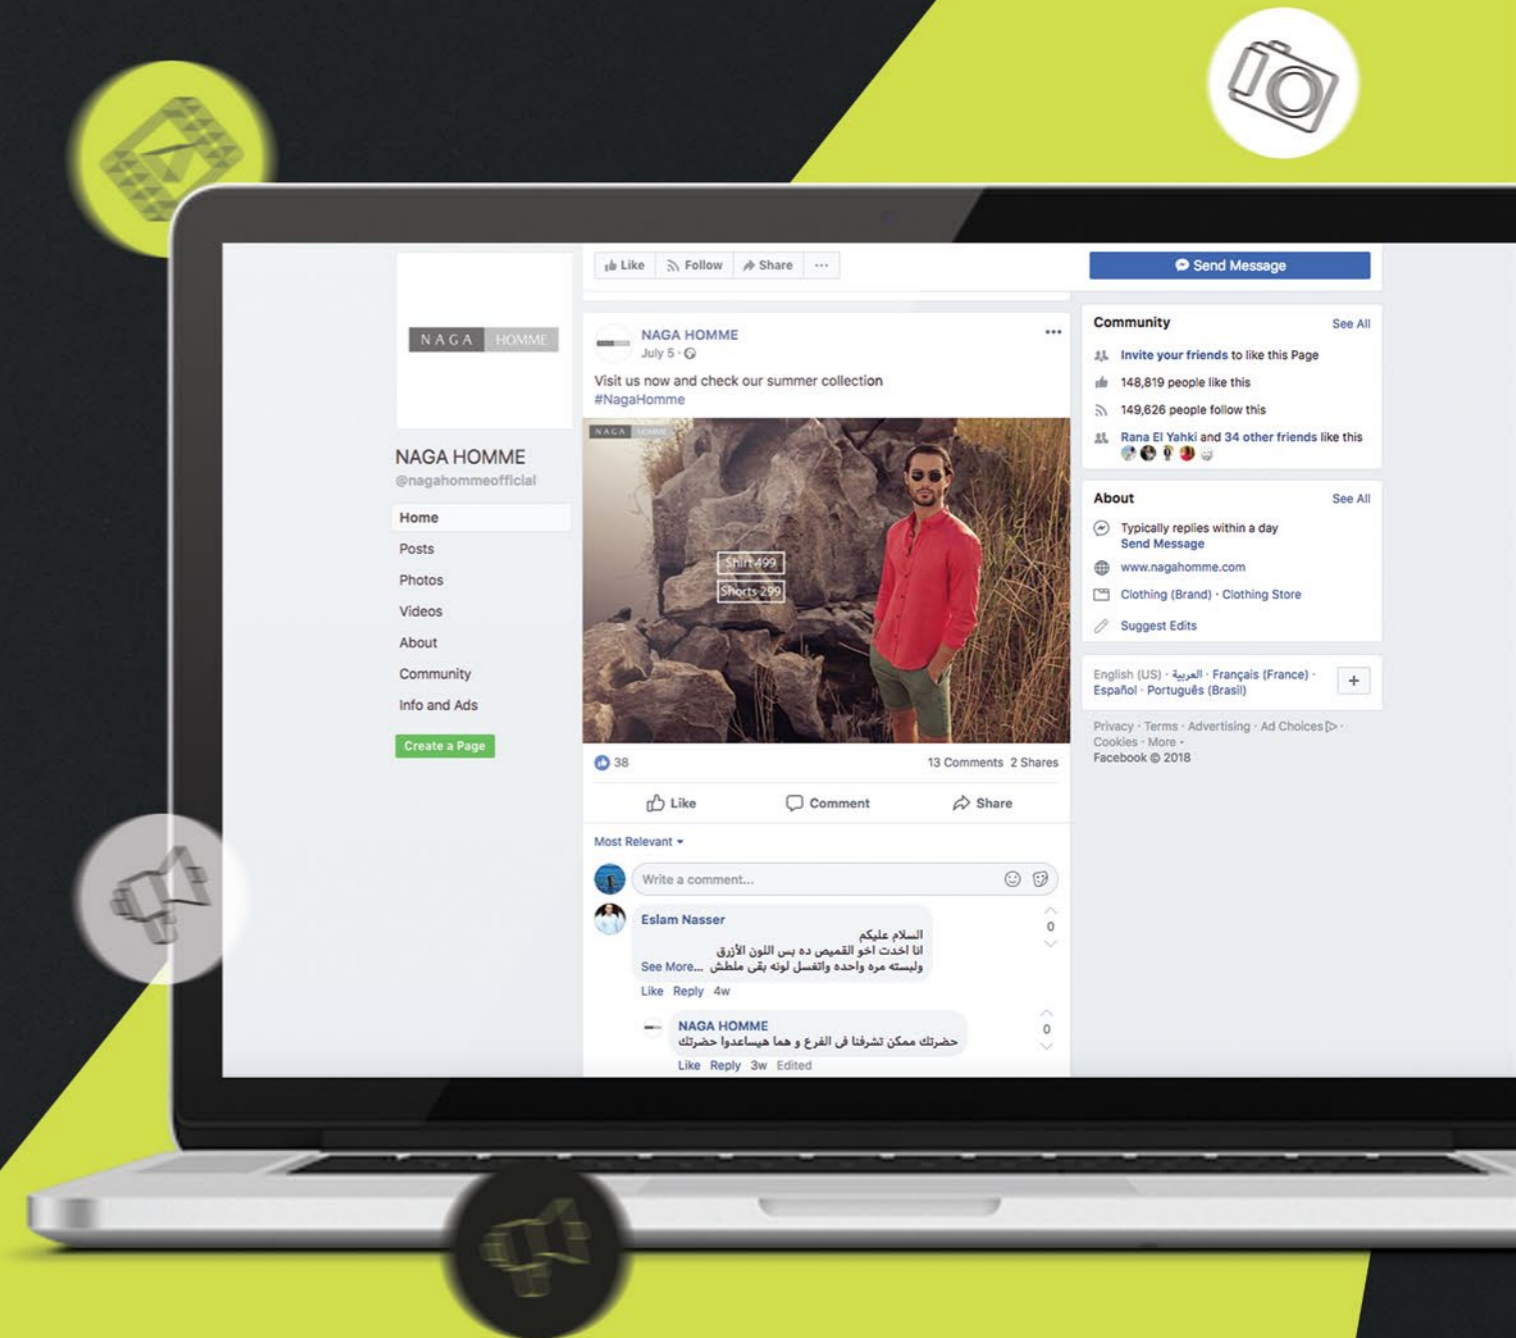 NAGA HOMME
NAGA HOMME
@nagahommeofficial
Home
Posts
Photos
Videos
About
Community
Info and Ads
Create a Page
Like Follow Share ...
NAGA HOMME
July 5 ·
Visit us now and check our summer collection
#NagaHomme
NAGA HOMME
Shirt 499
Shorts 299
38
13 Comments 2 Shares
Like Comment Share
Most Relevant
Write a comment...
Eslam Nasser
السلام عليكم
انا اخدت اخو القميص ده بس اللون الأزرق
ولبسته مره واحده واتغسل لونه بقى ملطش ...See More
Like Reply 4w
0
NAGA HOMME
حضرتك ممكن تشرفنا فى الفرع و هما هيساعدوا حضرتك
Like Reply 3w Edited
0
Send Message
Community
See All
Invite your friends to like this Page
148,819 people like this
149,626 people follow this
Rana El Yahki and 34 other friends like this
About
See All
Typically replies within a day
Send Message
www.nagahomme.com
Clothing (Brand) · Clothing Store
Suggest Edits
English (US) · العربية · Français (France) ·
Español · Português (Brasil)
+
Privacy · Terms · Advertising · Ad Choices ·
Cookies · More
Facebook © 2018